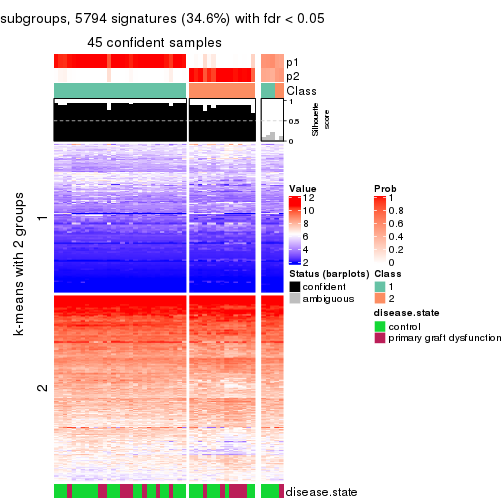 subgroups, 5794 signatures (34.6%) with fdr < 0.05
45 confident samples
p1
p2
Class
1
0.5
0
Silhouette
score
k-means with 2 groups
1
2
Value
12
10
8
6
4
2
Prob
1
0.8
0.6
0.4
0.2
0
Status (barplots)
confident
ambiguous
Class
1
2
disease.state
control
primary graft dysfunction
disease.state